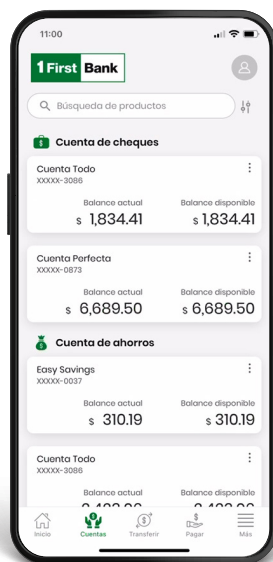 11:00
1 First Bank
Búsqueda de productos
Cuenta de cheques
Cuenta Todo
XXXXX-3086
Balance actual Balance disponible
$ 1,834.41 $ 1,834.41
Cuenta Perfecta
XXXXX-0873
Balance actual Balance disponible
$ 6,689.50 $ 6,689.50
Cuenta de ahorros
Easy Savings
XXXXX-0037
Balance actual Balance disponible
$ 310.19 $ 310.19
Cuenta Todo
XXXXX-3086
Balance actual Balance disponible
Inicio Cuentas Transferir Pagar Más